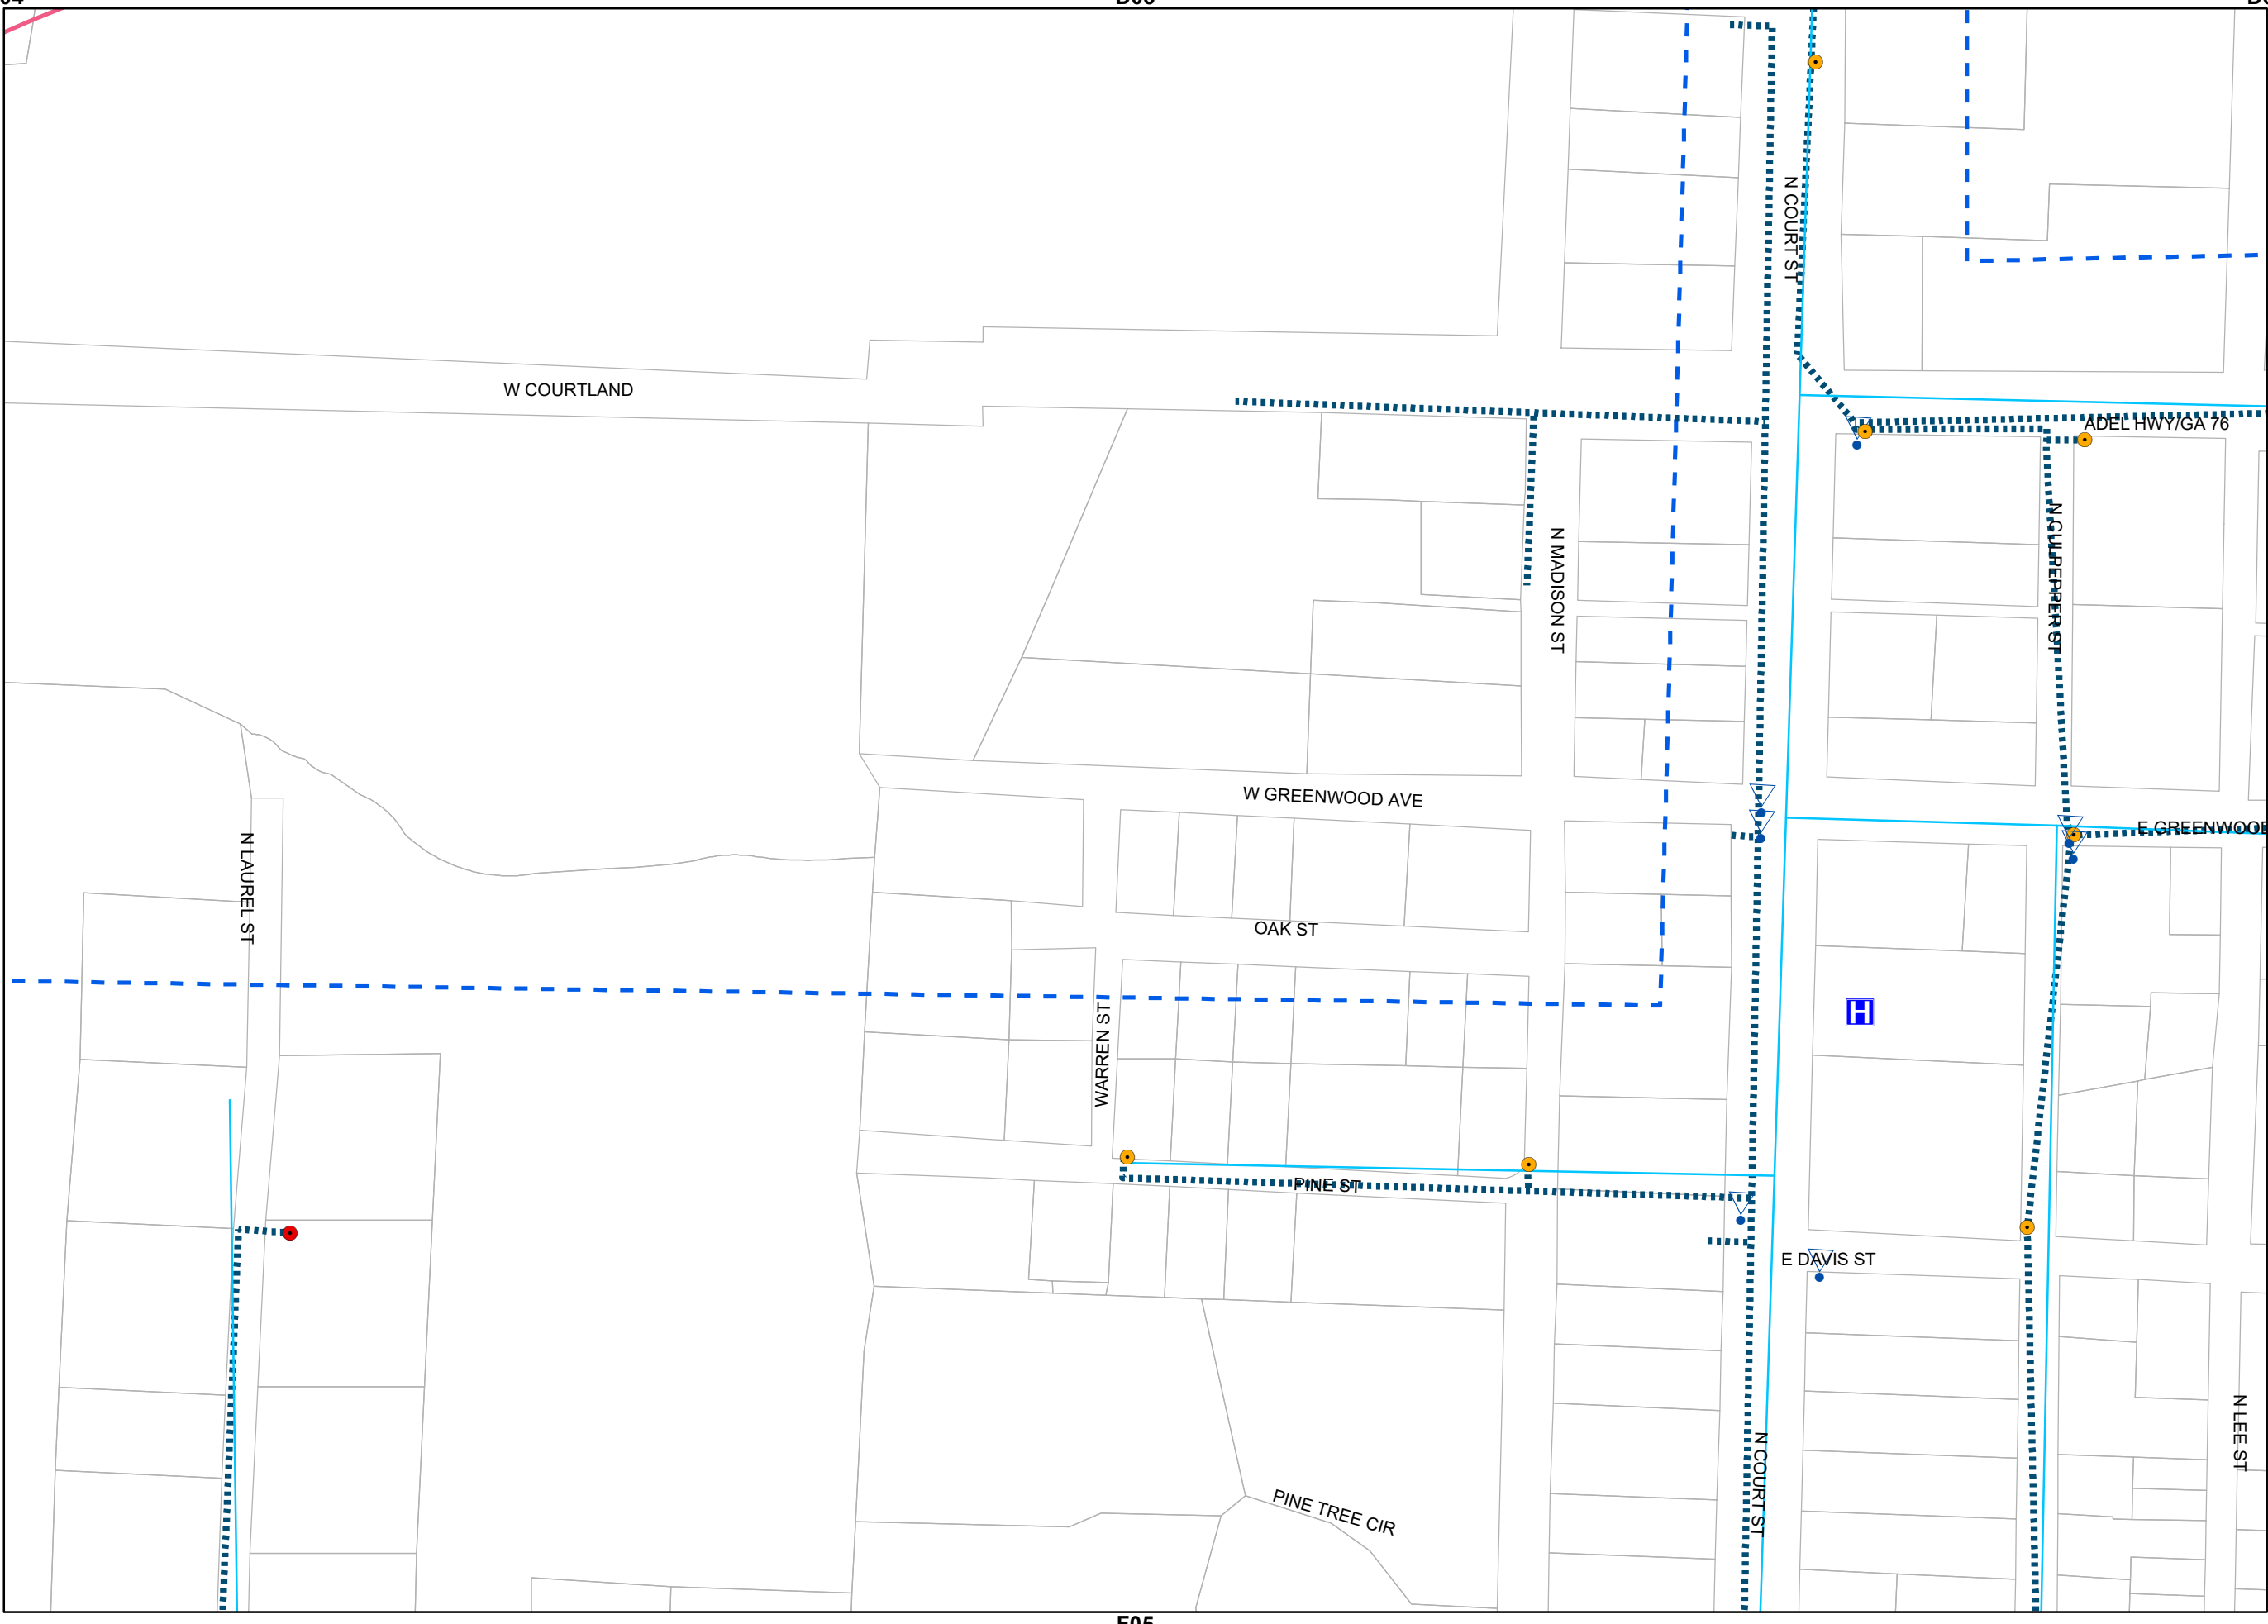 N COURT ST
W COURTLAND
ADEL HWY/GA 76
N MADISON ST
N CULPEPPER ST
W GREENWOOD AVE
E GREENWOOD
N LAUREL ST
OAK ST
H
WARREN ST
PINE ST
E DAVIS ST
N LEE ST
N COURT ST
PINE TREE CIR